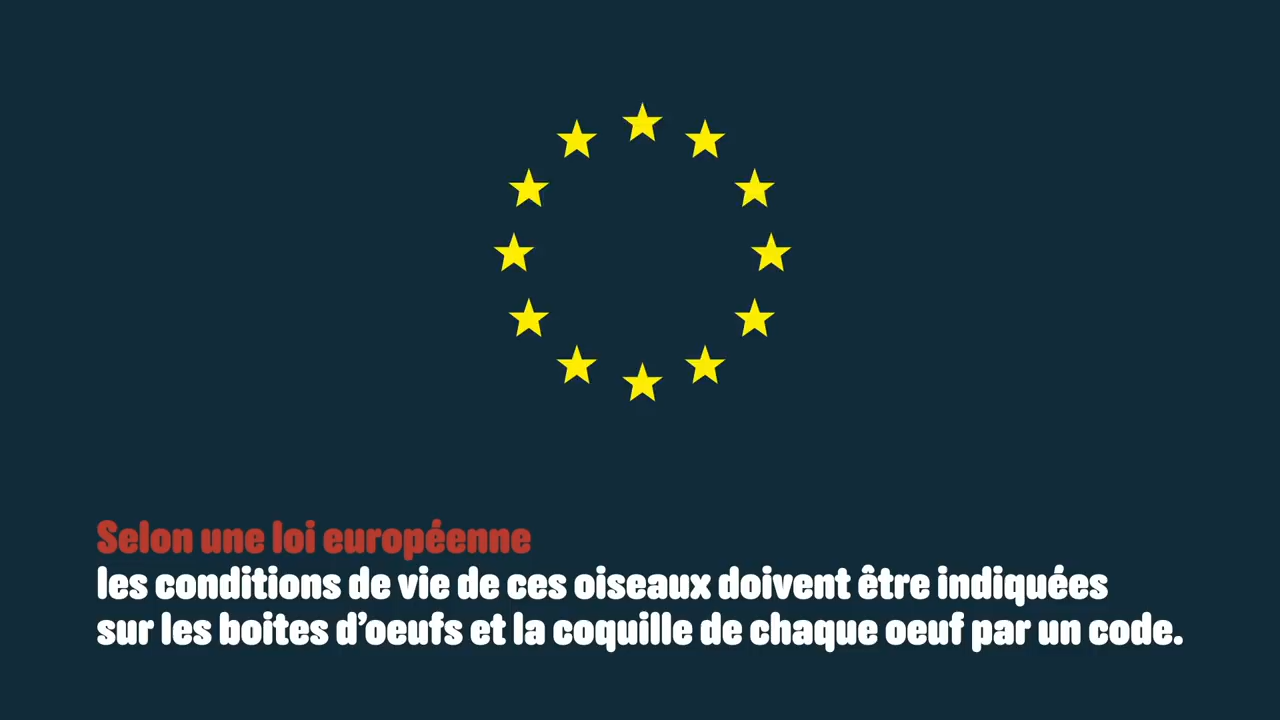 Selon une loi européenne
les conditions de vie de ces oiseaux doivent être indiquées
sur les boites d’oeufs et la coquille de chaque oeuf par un code.